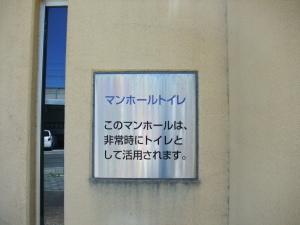 マンホールトイレ
このマンホールは、
非常時にトイレと
して活用されます。